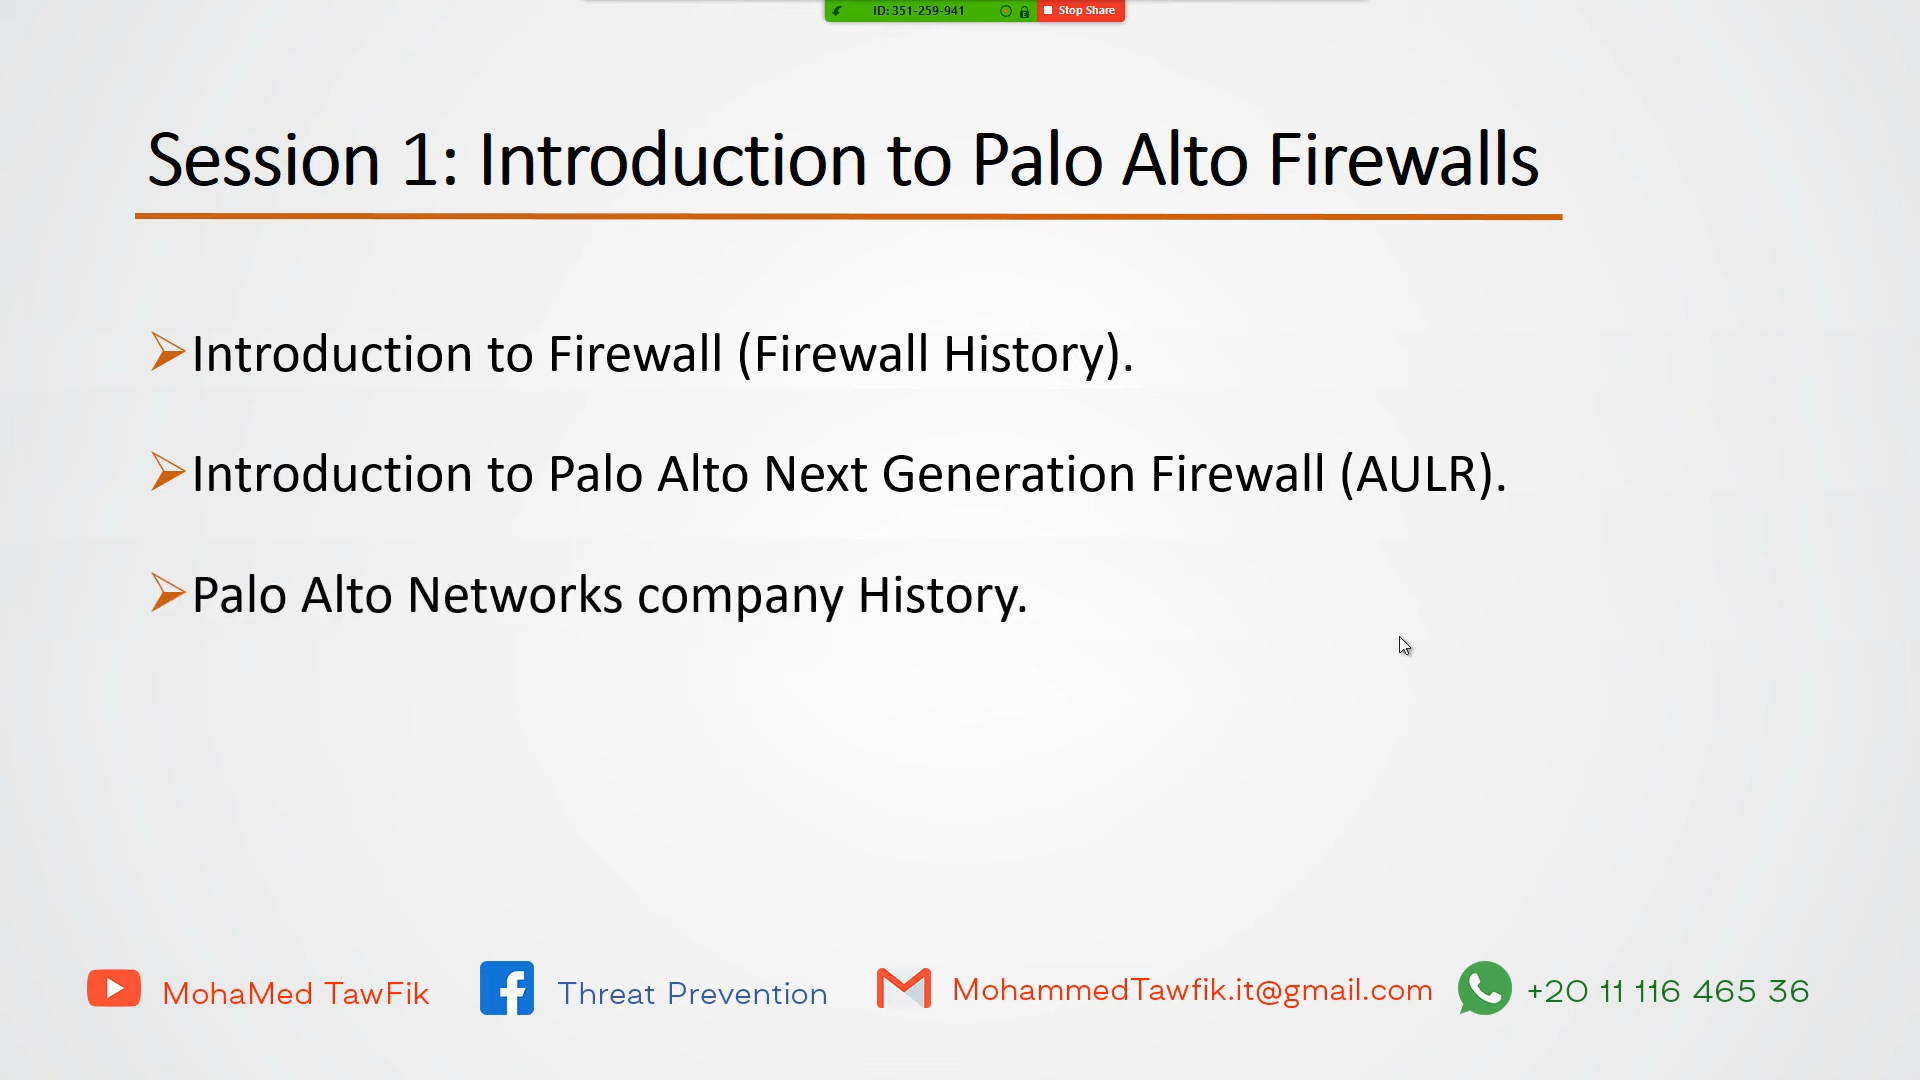 ID: 351-259-941 Stop Share
Session 1: Introduction to Palo Alto Firewalls
Introduction to Firewall (Firewall History).
Introduction to Palo Alto Next Generation Firewall (AULR).
Palo Alto Networks company History.
MohaMed TawFik Threat Prevention MohammedTawfik.it@gmail.com +20 11 116 465 36